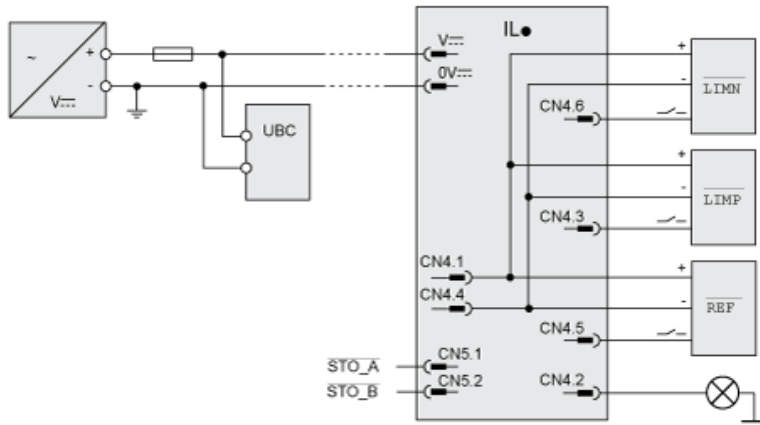 IL●
~
+
-
V⎓
V⎓
0V⎓
UBC
+
-
LIMN
CN4.6
+
-
LIMP
CN4.3
CN4.1
CN4.4
+
-
REF
CN4.5
STO_A
CN5.1
STO_B
CN5.2
CN4.2